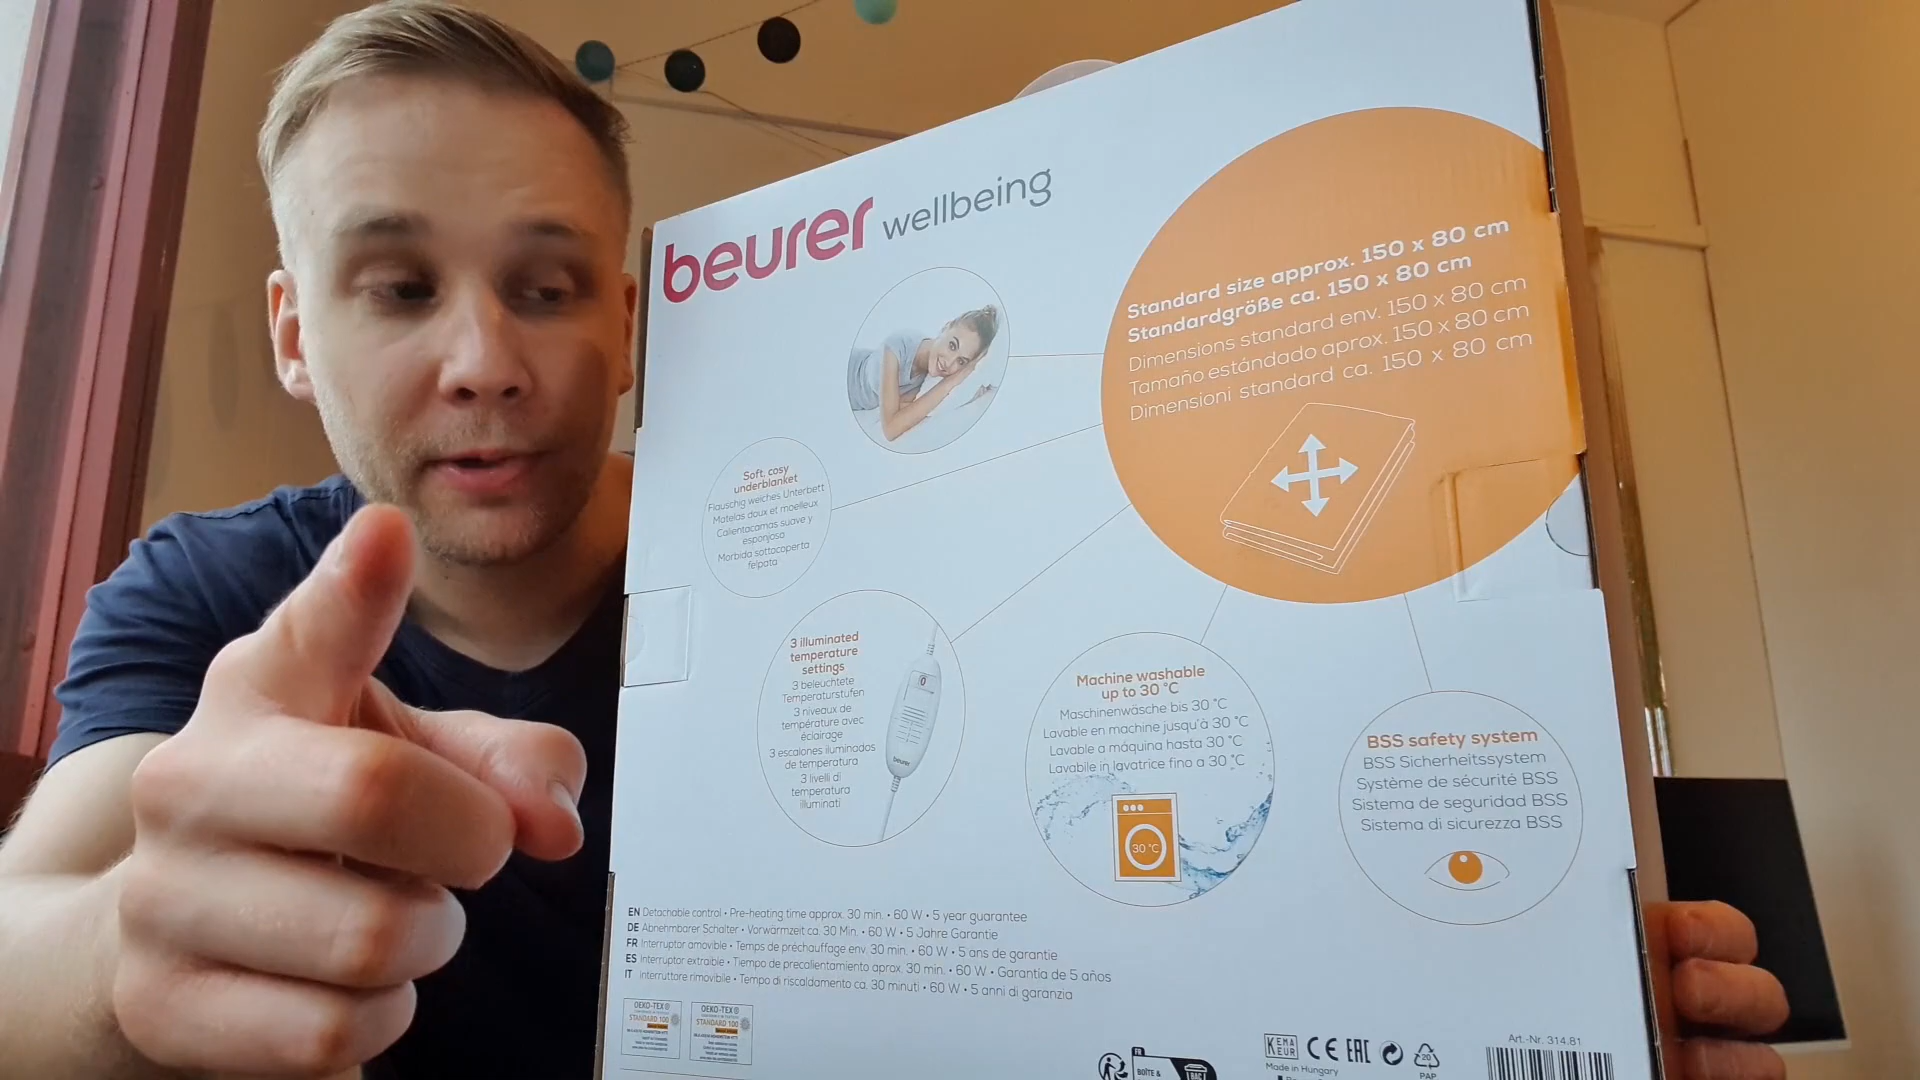 beurer wellbeing
Standard size approx. 150 x 80 cm
Standardgröße ca. 150 x 80 cm
Dimensions standard env. 150 x 80 cm
Tamaño estándado aprox. 150 x 80 cm
Dimensioni standard ca. 150 x 80 cm
Soft, cosy
underblanket
Flauschig weiches Unterbett
Matelas doux et moelleux
Calientacamas suave y
esponjoso
Morbida sottocoperta
felpata
3 illuminated
temperature
settings
3 beleuchtete
Temperaturstufen
3 niveaux de
température avec
éclairage
3 escalones iluminados
de temperatura
3 livelli di
temperatura
illuminati
0
beurer
Machine washable
up to 30 °C
Maschinenwäsche bis 30 °C
Lavable en machine jusqu'à 30 °C
Lavable a máquina hasta 30 °C
Lavabile in lavatrice fino a 30 °C
30 °C
BSS safety system
BSS Sicherheitssystem
Système de sécurité BSS
Sistema de seguridad BSS
Sistema di sicurezza BSS
EN Detachable control • Pre-heating time approx. 30 min. • 60 W • 5 year guarantee
DE Abnehmbarer Schalter • Vorwärmzeit ca. 30 Min. • 60 W • 5 Jahre Garantie
FR Interruptor amovible • Temps de préchauffage env. 30 min. • 60 W • 5 ans de garantie
ES Interruptor extraíble • Tiempo de precalientamiento aprox. 30 min. • 60 W • Garantía de 5 años
IT Interruttore rimovibile • Tempo di riscaldamento ca. 30 minuti • 60 W • 5 anni di garanzia
OEKO-TEX®
STANDARD 100
OEKO-TEX®
STANDARD 100
FR
BOÎTE &
BAC
KEMA
KEUR
CE EAC
20
PAP
Made in Hungary
Art.-Nr. 314.81